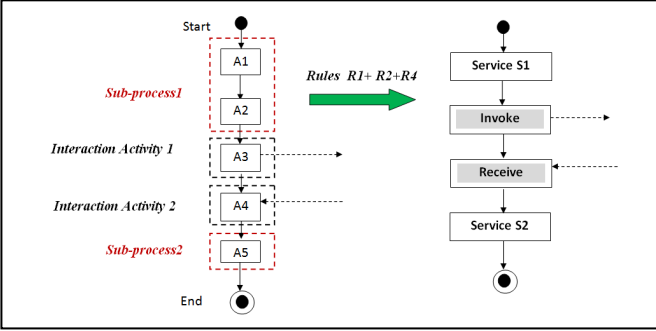 Start
A1
Sub-process1
A2
Interaction Activity 1
A3
Interaction Activity 2
A4
Sub-process2
A5
End
Rules R1+ R2+R4
Service S1
Invoke
Receive
Service S2